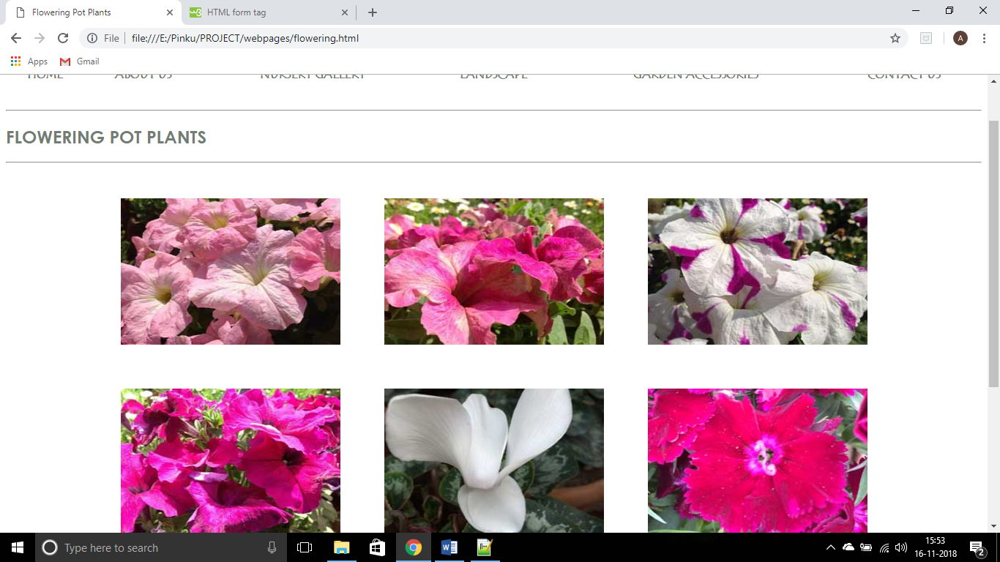 Flowering Pot Plants
HTML form tag
File file:///E:/Pinku/PROJECT/webpages/flowering.html
Apps Gmail
HOME ABOUT US NURSERY GALLERY LANDSCAPE GARDEN ACCESSORIES CONTACT US
FLOWERING POT PLANTS
Type here to search
15:53
16-11-2018
2
A